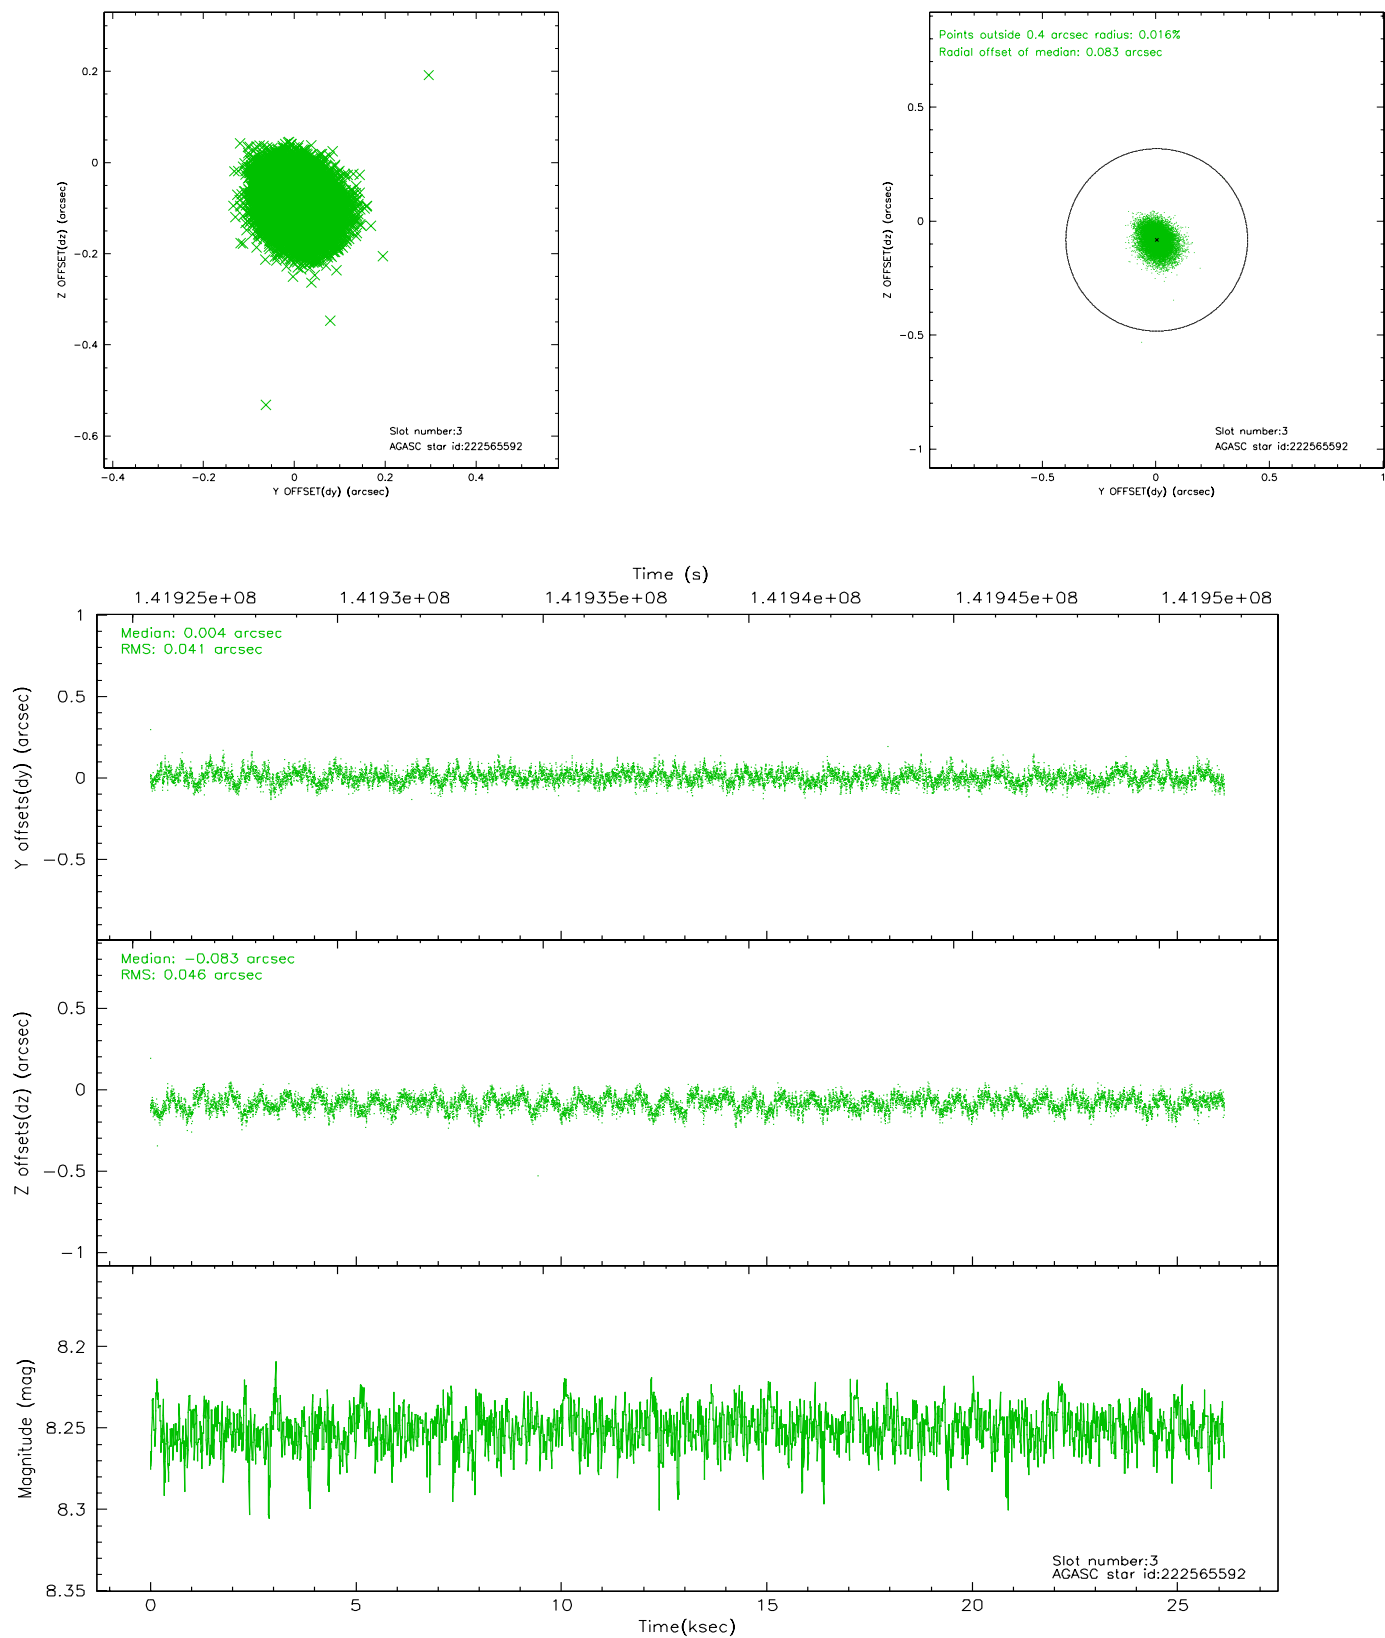 0.2
0
−0.2
−0.4
−0.6
Z OFFSET(dz) (arcsec)
Slot number:3
AGASC star id:222565592
−0.4 −0.2 0 0.2 0.4
Y OFFSET(dy) (arcsec)
Points outside 0.4 arcsec radius: 0.016%
Radial offset of median: 0.083 arcsec
0.5
0
−0.5
−1
Z OFFSET(dz) (arcsec)
Slot number:3
AGASC star id:222565592
−0.5 0 0.5 1
Y OFFSET(dy) (arcsec)
Time (s)
1.41925e+08 1.4193e+08 1.41935e+08 1.4194e+08 1.41945e+08 1.4195e+08
Median: 0.004 arcsec
RMS: 0.041 arcsec
1
0.5
0
−0.5
Y offsets(dy) (arcsec)
Median: −0.083 arcsec
RMS: 0.046 arcsec
0.5
0
−0.5
−1
Z offsets(dz) (arcsec)
8.2
8.25
8.3
8.35
Magnitude (mag)
Slot number:3
AGASC star id:222565592
0 5 10 15 20 25
Time(ksec)